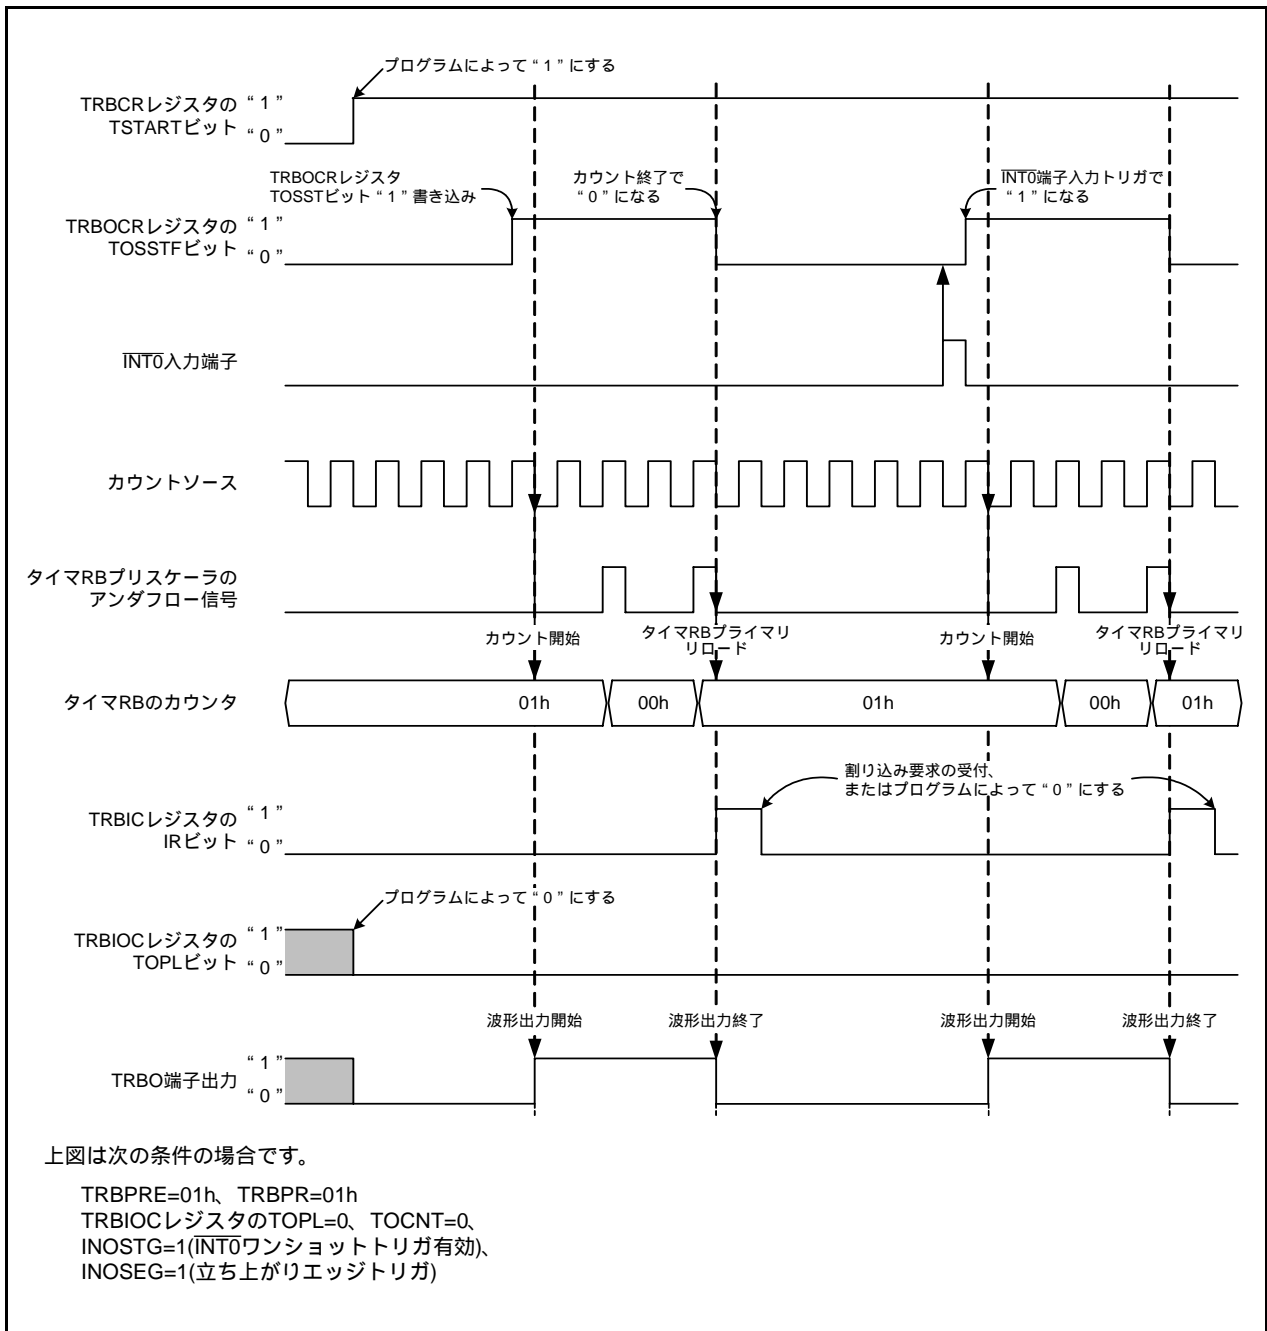 プログラムによって“1”にする
TRBCRレジスタの “1”
TSTARTビット “0”
TRBOCRレジスタ
TOSSTビット“1”書き込み
カウント終了で
“0”になる
INT0端子入力トリガで
“1”になる
TRBOCRレジスタの “1”
TOSSTFビット “0”
INT0入力端子
カウントソース
タイマRBプリスケーラの
アンダフロー信号
カウント開始
タイマRBプライマリ
リロード
カウント開始
タイマRBプライマリ
リロード
タイマRBのカウンタ 01h 00h 01h 00h 01h
割り込み要求の受付、
またはプログラムによって“0”にする
TRBICレジスタの “1”
IRビット “0”
プログラムによって“0”にする
TRBIOCレジスタの “1”
TOPLビット “0”
波形出力開始 波形出力終了 波形出力開始 波形出力終了
“1”
TRBO端子出力
“0”
上図は次の条件の場合です。
TRBPRE=01h、TRBPR=01h
TRBIOCレジスタのTOPL=0、TOCNT=0、
INOSTG=1(INT0ワンショットトリガ有効)、
INOSEG=1(立ち上がりエッジトリガ)